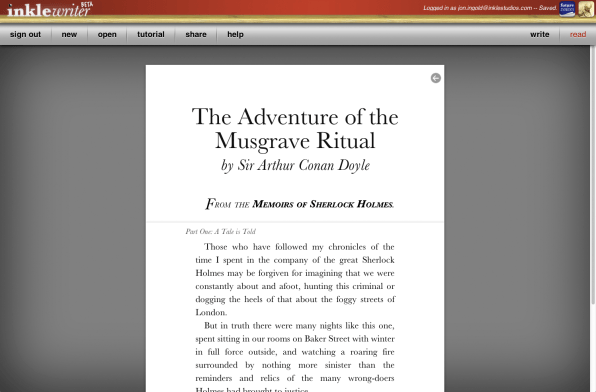 inklewriter BETA
Logged in as jon.ingold@inklestudios.com -- Saved.
sign out new open tutorial share help write read
The Adventure of the
Musgrave Ritual
by Sir Arthur Conan Doyle
From the Memoirs of Sherlock Holmes.
Part One: A Tale is Told
Those who have followed my chronicles of the
time I spent in the company of the great Sherlock
Holmes may be forgiven for imagining that we were
constantly about and afoot, hunting this criminal or
dogging the heels of that about the foggy streets of
London.
But in truth there were many nights like this one,
spent sitting in our rooms on Baker Street with winter
in full force outside, and watching a roaring fire
surrounded by nothing more sinister than the
reminders and relics of the many wrong-doers
Holmes had brought to justice.